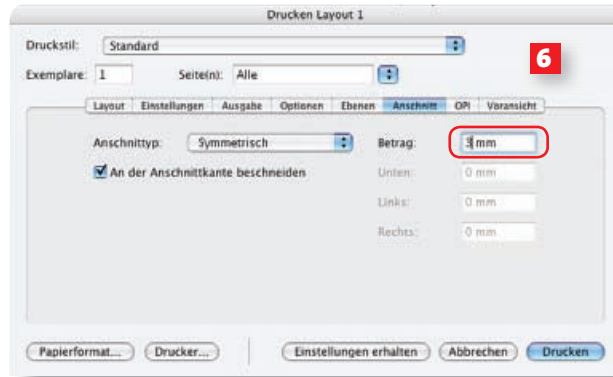 Drucken Layout 1
Druckstil: Standard
6
Exemplare: 1 Seite(n): Alle
Layout Einstellungen Ausgabe Optionen Ebenen Anschnitt OPI Voransicht
Anschnittyp: Symmetrisch Betrag: 3 mm
An der Anschnittkante beschneiden Unten: 0 mm
Links: 0 mm
Rechts: 0 mm
Papierformat... Drucker... Einstellungen erhalten Abbrechen Drucken